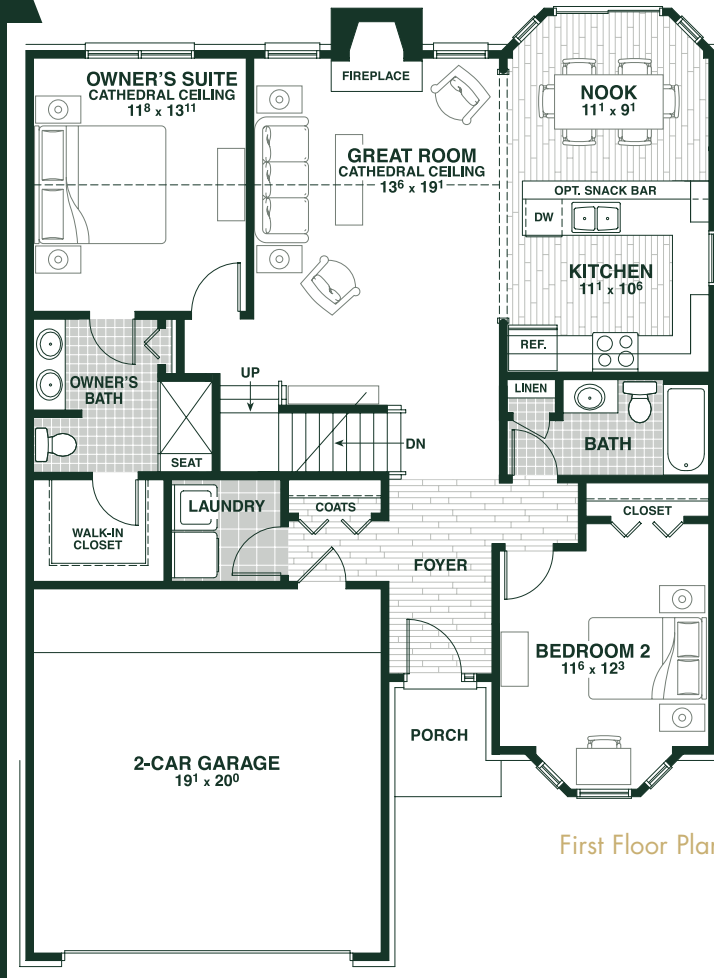 OWNER'S SUITE
CATHEDRAL CEILING
11⁸ x 13¹¹
FIREPLACE
NOOK
11¹ x 9¹
GREAT ROOM
CATHEDRAL CEILING
13⁶ x 19¹
OPT. SNACK BAR
DW
KITCHEN
11¹ x 10⁶
REF.
UP
OWNER'S
BATH
LINEN
DN
BATH
SEAT
LAUNDRY
COATS
CLOSET
WALK-IN
CLOSET
FOYER
BEDROOM 2
11⁶ x 12³
PORCH
2-CAR GARAGE
19¹ x 20⁰
First Floor Plan